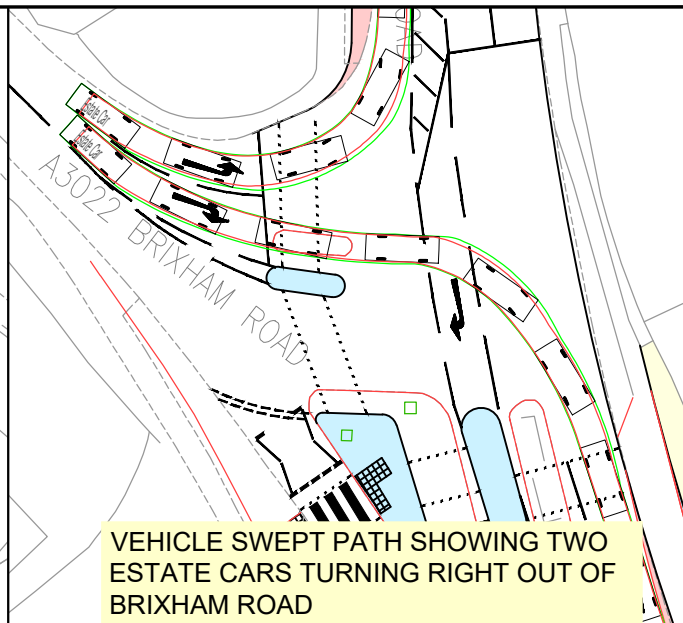 Estate Car
Estate Car
A3022 BRIXHAM ROAD
VEHICLE SWEPT PATH SHOWING TWO
ESTATE CARS TURNING RIGHT OUT OF
BRIXHAM ROAD